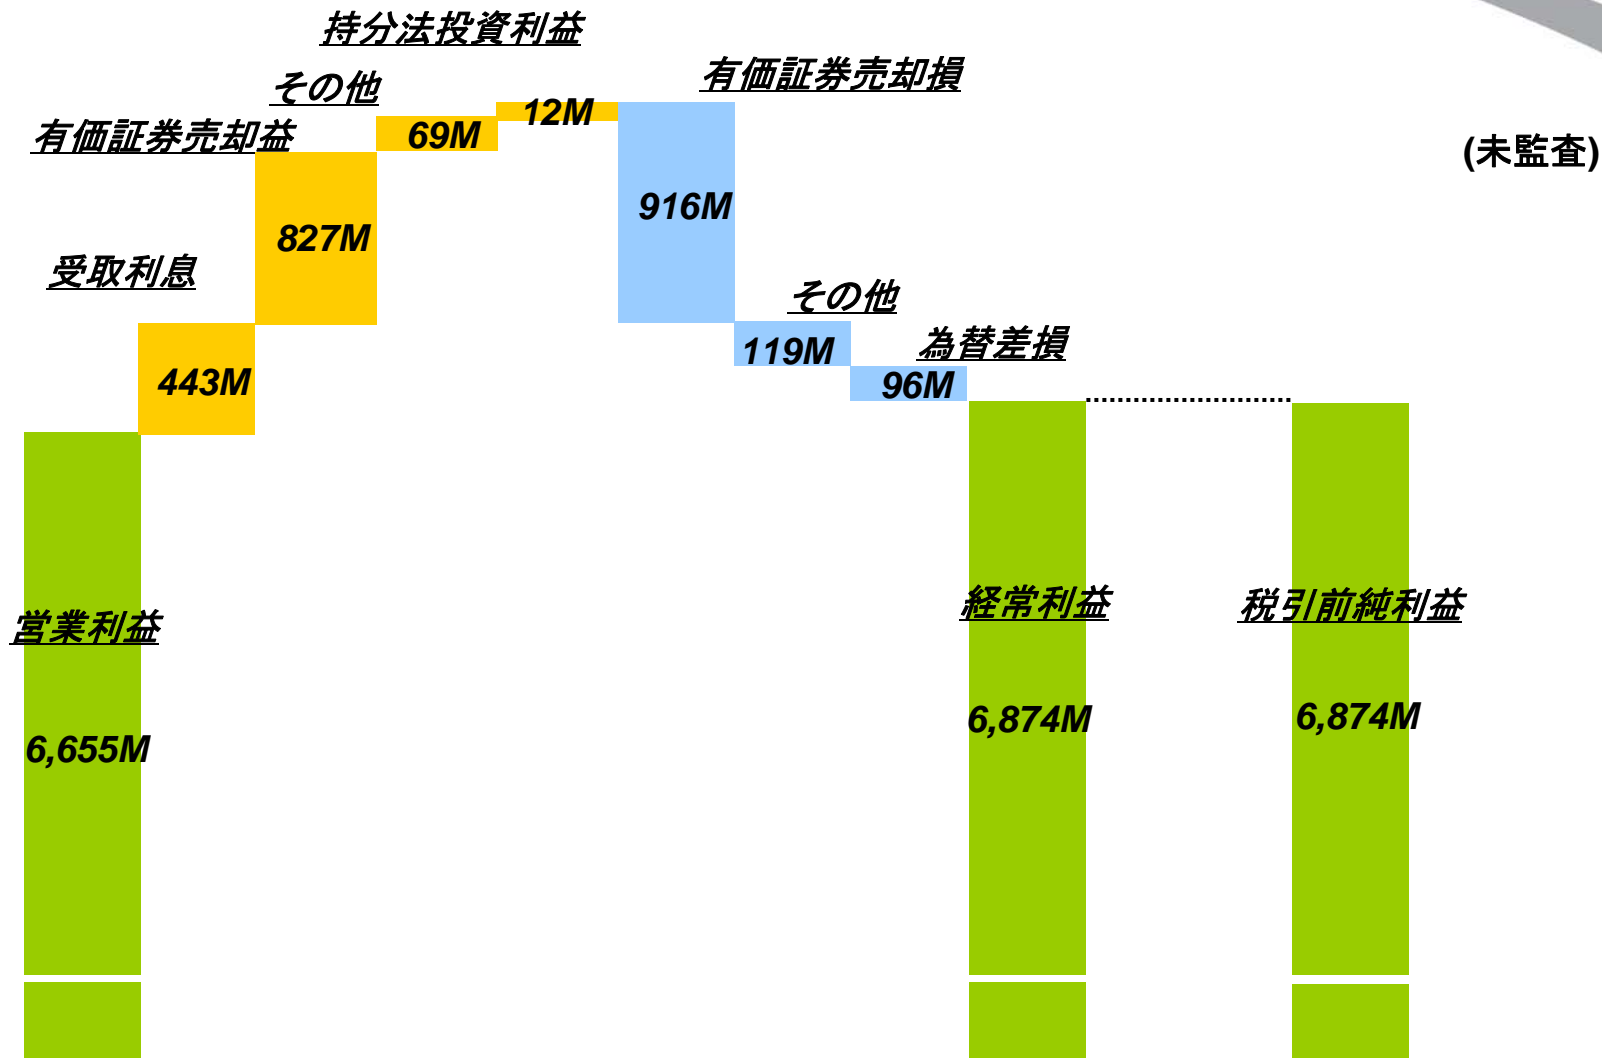 持分法投資利益
その他
有価証券売却損
有価証券売却益
69M
12M
(未監査)
827M
916M
受取利息
443M
その他
119M
為替差損
96M
営業利益
6,655M
経常利益
6,874M
税引前純利益
6,874M